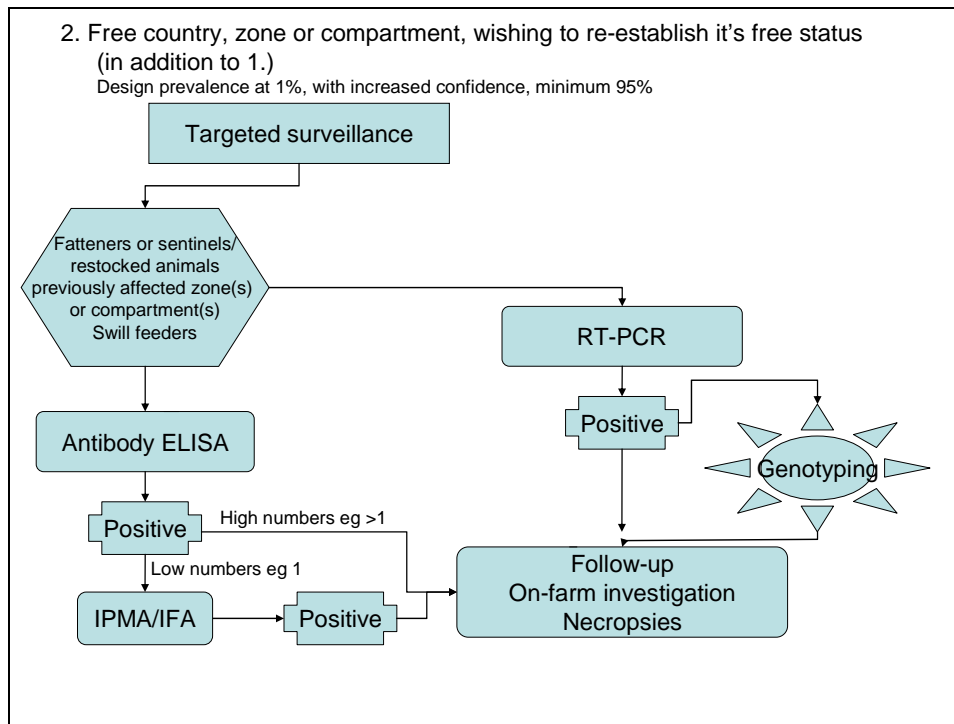 2. Free country, zone or compartment, wishing to re-establish it's free status
(in addition to 1.)
Design prevalence at 1%, with increased confidence, minimum 95%
Targeted surveillance
Fatteners or sentinels/
restocked animals
previously affected zone(s)
or compartment(s)
Swill feeders
RT-PCR
Positive
Genotyping
Antibody ELISA
Positive
High numbers eg >1
Low numbers eg 1
IPMA/IFA
Positive
Follow-up
On-farm investigation
Necropsies